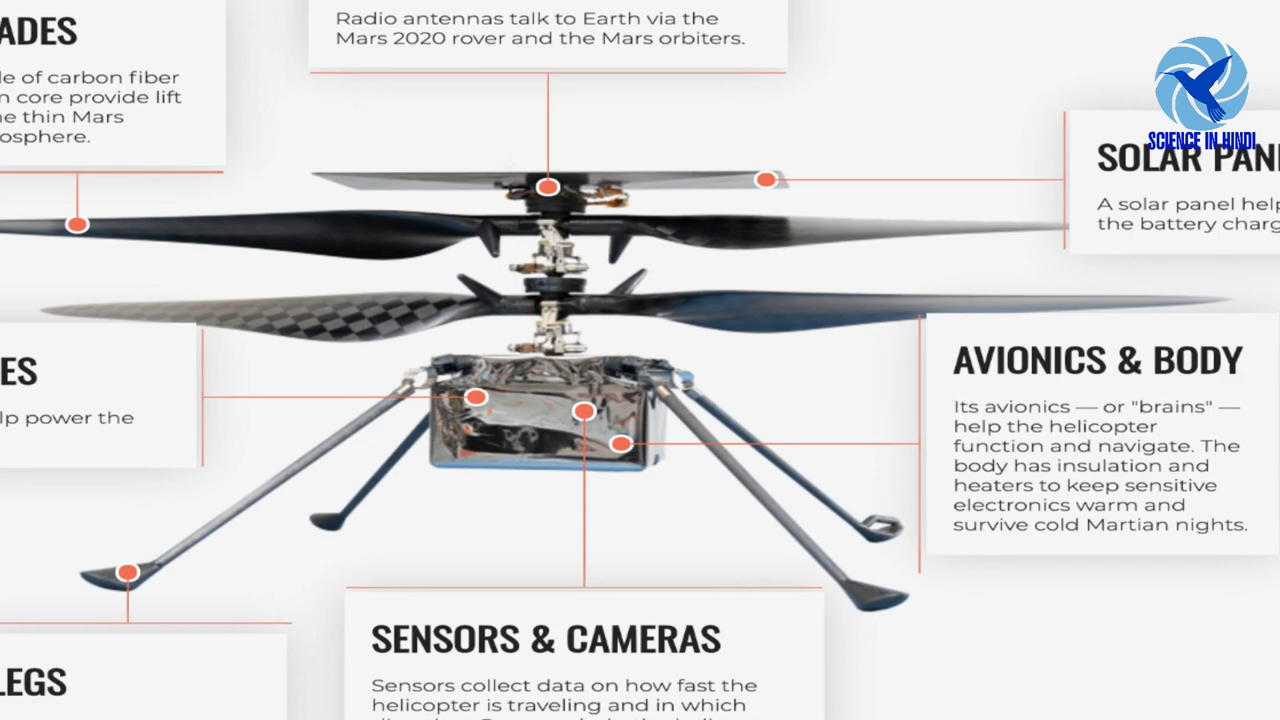 Radio antennas talk to Earth via the
Mars 2020 rover and the Mars orbiters.
ADES
le of carbon fiber
n core provide lift
ne thin Mars
osphere.
SCIENCE IN HINDI
SOLAR PAN
A solar panel help
the battery charg
ES
lp power the
AVIONICS & BODY
Its avionics — or "brains" —
help the helicopter
function and navigate. The
body has insulation and
heaters to keep sensitive
electronics warm and
survive cold Martian nights.
LEGS
SENSORS & CAMERAS
Sensors collect data on how fast the
helicopter is traveling and in which